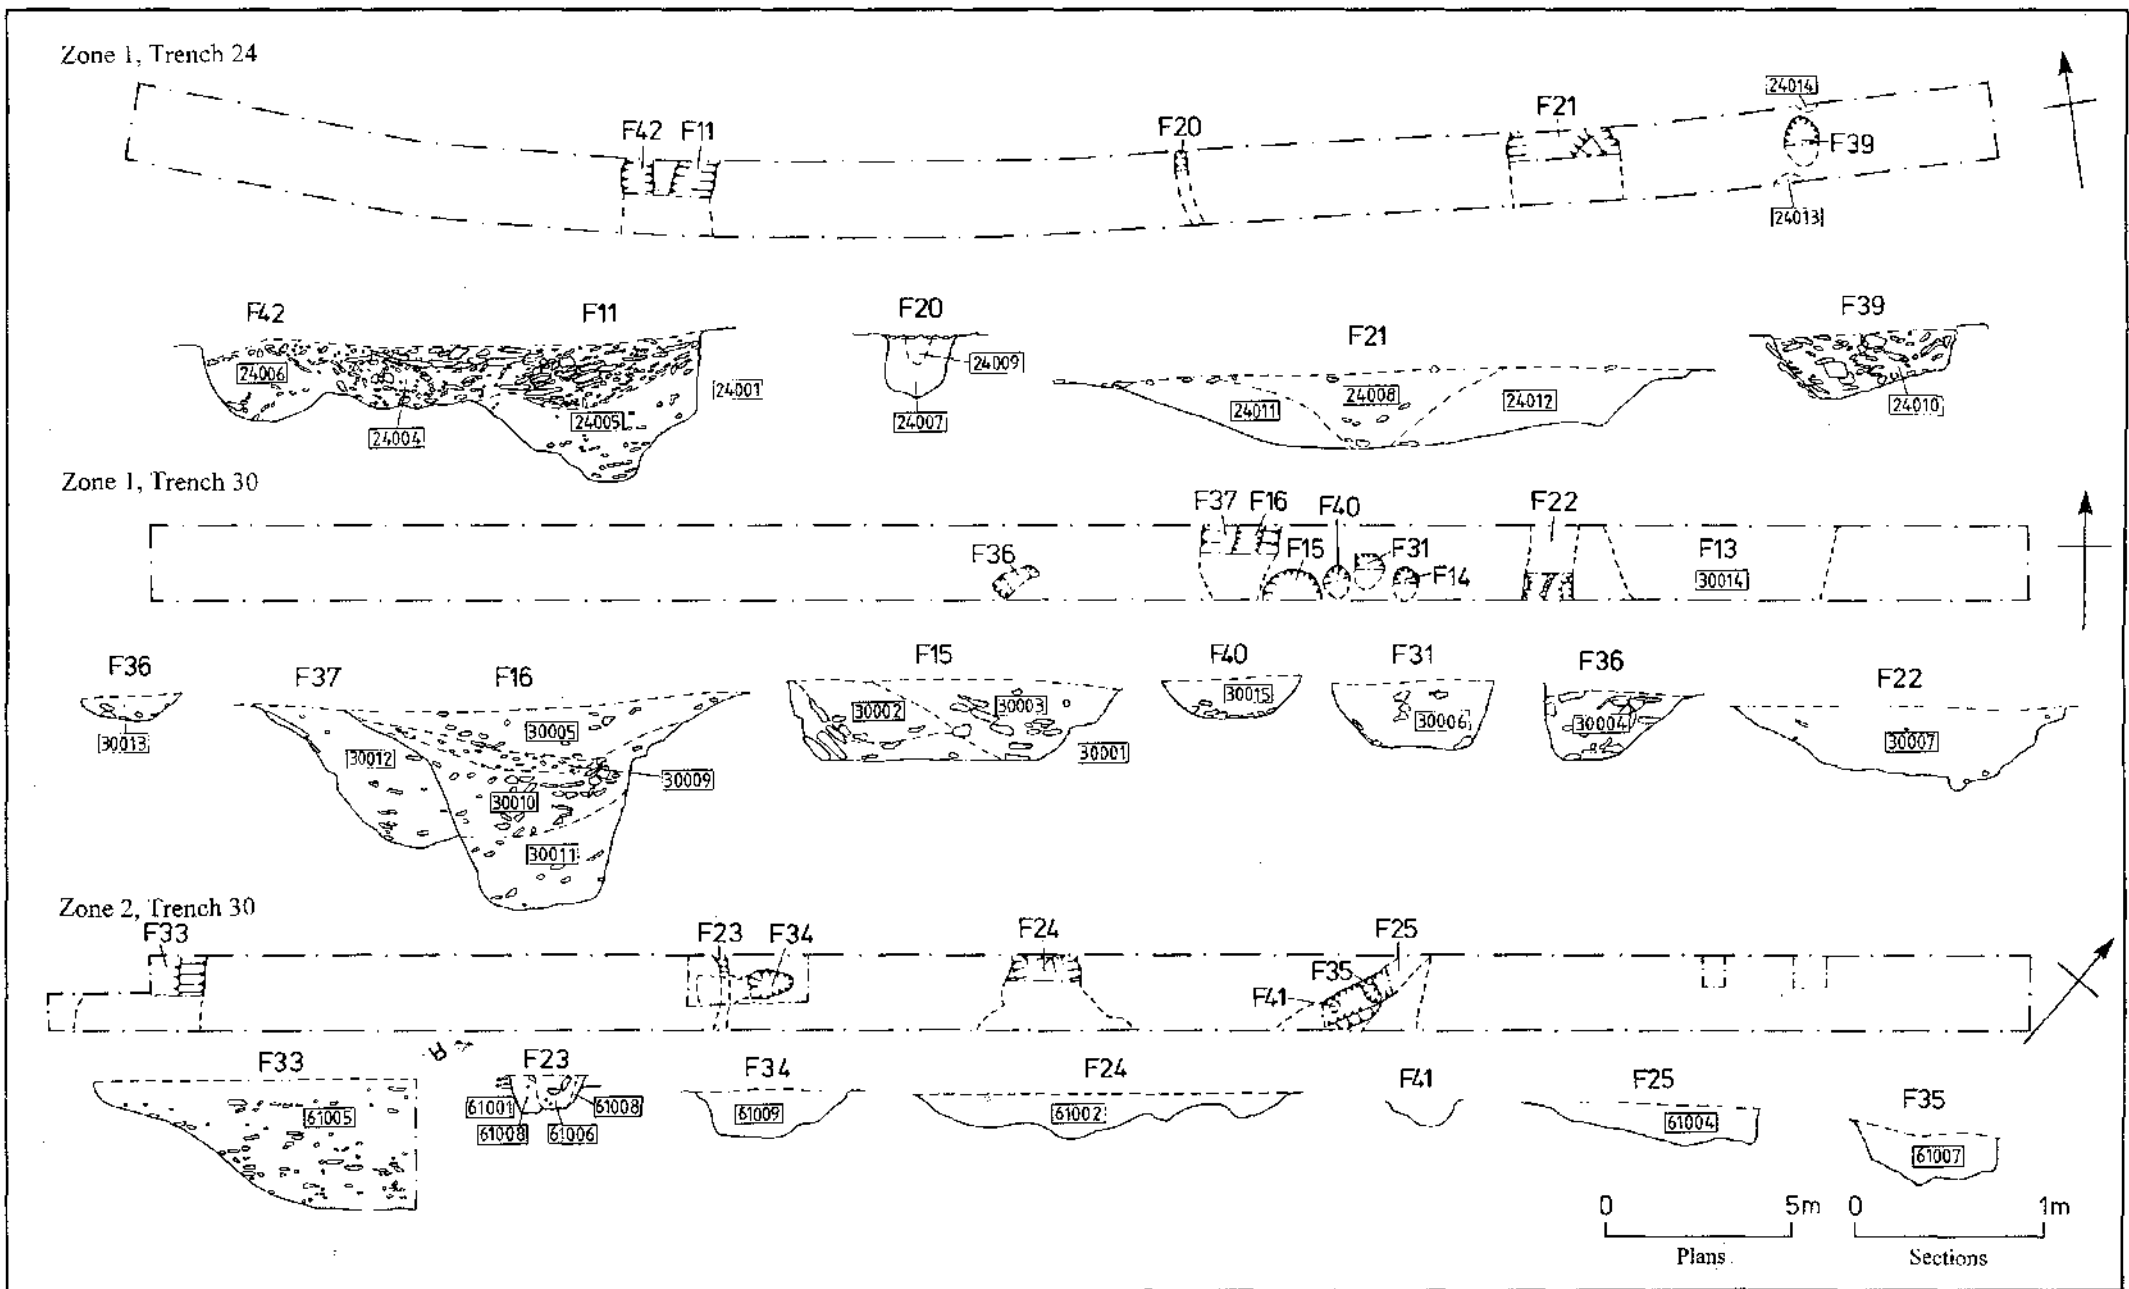 Zone 1, Trench 24
24014
F42 F11
F20
F21
F39
24013
F42
F11
F20
F21
F39
24006
24004
24005
24001
24009
24007
24011
24008
24012
24010
Zone 1, Trench 30
F37 F16
F40
F22
F36
F15
F31
F14
F13
30014
F36
F37
F16
F15
F40
F31
F36
F22
30013
30012
30005
30009
30010
30011
30002
30003
30001
30015
30006
30004
30007
Zone 2, Trench 30
F33
F23
F34
F24
F25
F35
F41
F33
F23
F34
F24
F41
F25
F35
61005
61001
61008
61008
61006
61009
61002
61004
61007
0 5m
Plans
0 1m
Sections